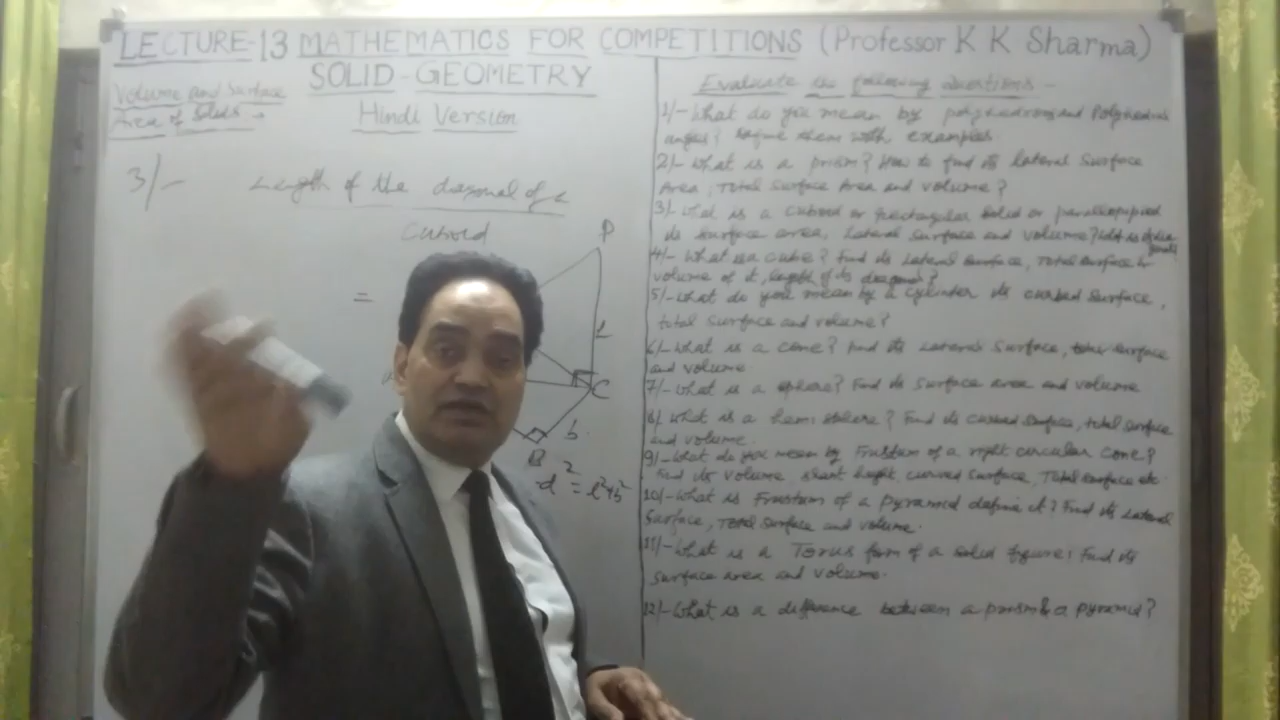 LECTURE-13 MATHEMATICS FOR COMPETITIONS (Professor K K Sharma)
SOLID-GEOMETRY
Volume and Surface
Area of Solids →
Hindi Version
3/- Length of the diagonal of a
Cuboid
P
=
C
b
B
d² = l²+b²
Evaluate the following questions -
1/- What do you mean by polyhedrons and Polyhedral
angles? Define them with examples.
2/- What is a prism? How to find its lateral Surface
Area, Total Surface Area and volume?
3/- What is a cuboid or rectangular solid or parallelopiped
its surface area, Lateral surface and volume?
4/- What is a cube? Find its Lateral Surface, Total surface &
volume of it, length of its diagonal?
5/- What do you mean by a cylinder its curved Surface,
total surface and volume?
6/- What is a Cone? Find its Lateral Surface, total surface
and volume
7/- What is a sphere? Find its surface area and volume
8/- What is a hemi sphere? Find its curved surface, total surface
and volume.
9/- What do you mean by Frustum of a right circular cone?
Find its volume, slant height curved surface, Total surface etc.
10/- What is Frustum of a pyramid define it? Find its Lateral
Surface, Total surface and volume.
11/- What is a Torus form of a solid figure; Find its
surface area and volume.
12/- What is a difference between a prism & a pyramid?